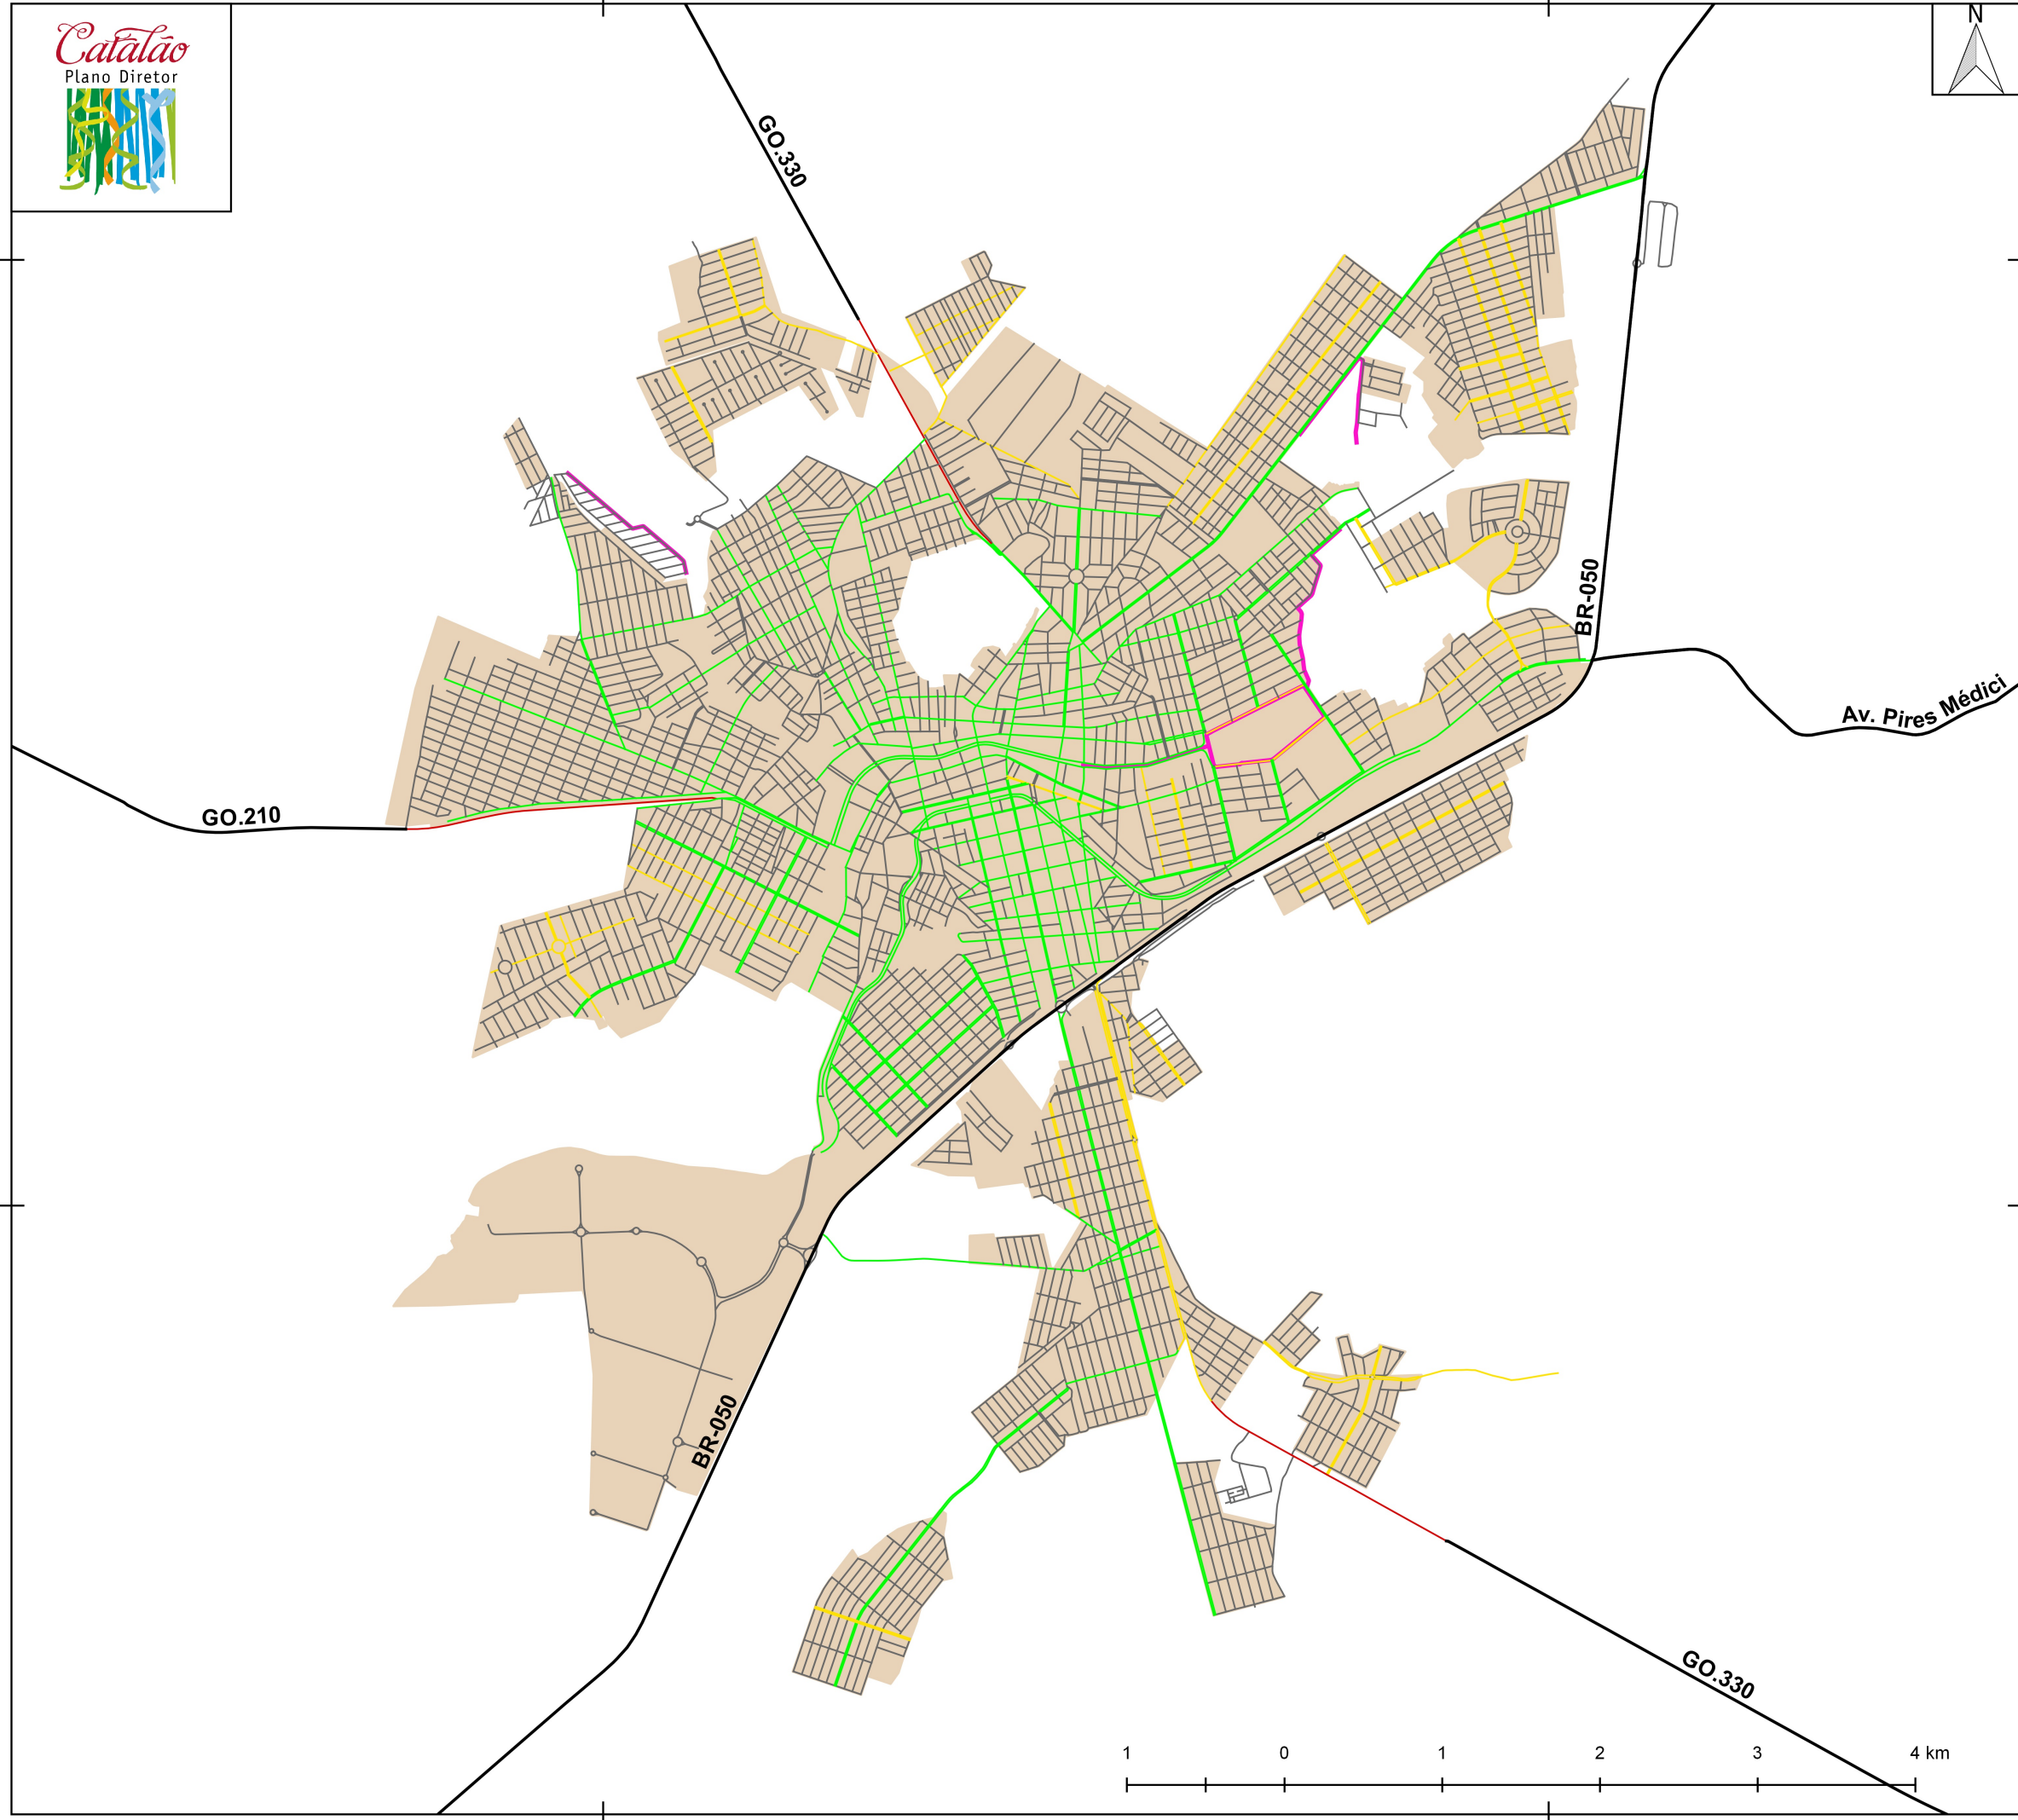 Catalão
Plano Diretor
N
GO.330
BR-050
Av. Pires Médici
GO.210
BR-050
GO.330
1 0 1 2 3 4 km